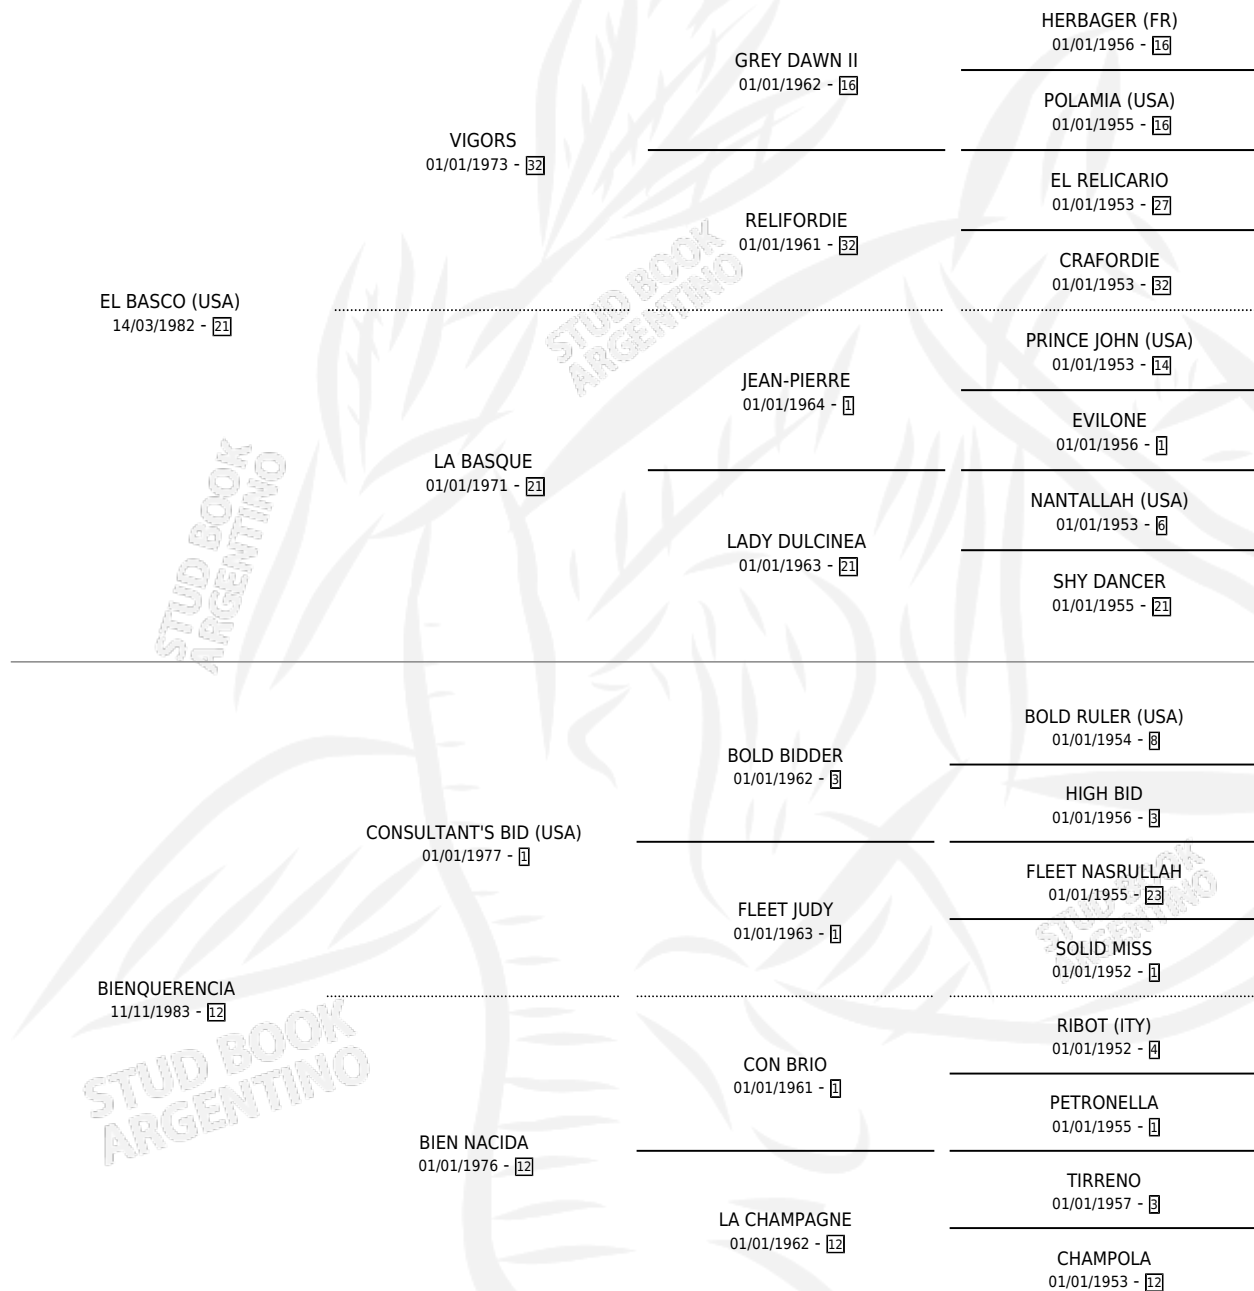 HERBAGER (FR)
01/01/1956 - 16
GREY DAWN II
01/01/1962 - 16
POLAMIA (USA)
01/01/1955 - 16
VIGORS
01/01/1973 - 32
EL RELICARIO
01/01/1953 - 27
RELIFORDIE
01/01/1961 - 32
CRAFORDIE
01/01/1953 - 32
EL BASCO (USA)
14/03/1982 - 21
PRINCE JOHN (USA)
01/01/1953 - 14
JEAN-PIERRE
01/01/1964 - 1
EVILONE
01/01/1956 - 1
LA BASQUE
01/01/1971 - 21
NANTALLAH (USA)
01/01/1953 - 6
LADY DULCINEA
01/01/1963 - 21
SHY DANCER
01/01/1955 - 21
BOLD RULER (USA)
01/01/1954 - 8
BOLD BIDDER
01/01/1962 - 3
HIGH BID
01/01/1956 - 3
CONSULTANT'S BID (USA)
01/01/1977 - 1
FLEET NASRULLAH
01/01/1955 - 23
FLEET JUDY
01/01/1963 - 1
SOLID MISS
01/01/1952 - 1
BIENQUERENCIA
11/11/1983 - 12
RIBOT (ITY)
01/01/1952 - 4
CON BRIO
01/01/1961 - 1
PETRONELLA
01/01/1955 - 1
BIEN NACIDA
01/01/1976 - 12
TIRRENO
01/01/1957 - 3
LA CHAMPAGNE
01/01/1962 - 12
CHAMPOLA
01/01/1953 - 12
STUD BOOK
ARGENTINO
STUD BOOK
ARGENTINO
STUD BOOK
ARGENTINO
STUD BOOK
ARGENTINO